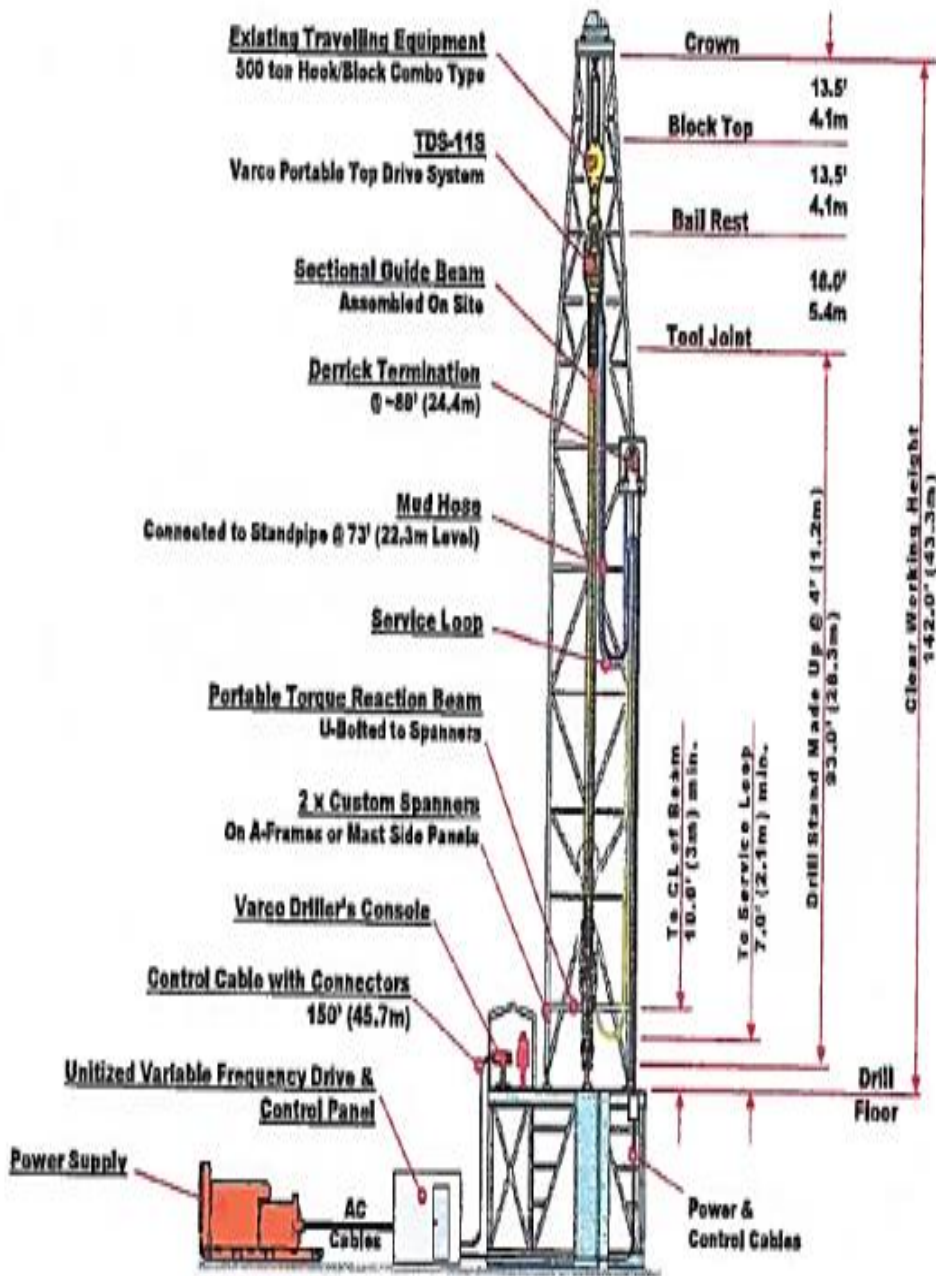 Existing Travelling Equipment
500 ton Hook/Block Combo Type
TDS-11S
Varco Portable Top Drive System
Sectional Guide Beam
Assembled On Site
Derrick Termination
@ ~80' (24.4m)
Mud Hose
Connected to Standpipe @ 73' (22,3m Level)
Service Loop
Portable Torque Reaction Beam
U-Bolted to Spanners
2 x Custom Spanners
On A-Frames or Mast Side Panels
Varco Driller's Console
Control Cable with Connectors
150' (45.7m)
Unitized Variable Frequency Drive &
Control Panel
Power Supply
AC
Cables
Crown
13.5'
4.1m
Block Top
13.5'
4.1m
Bail Rest
18.0'
5.4m
Tool Joint
To CL of Beam
10.0' (3m) min.
To Service Loop
7.0' (2.1m) min.
Drill Stand Made Up @ 4' (1.2m)
93.0' (28.3m)
Clear Working Height
142.0' (43.3m)
Drill
Floor
Power &
Control Cables